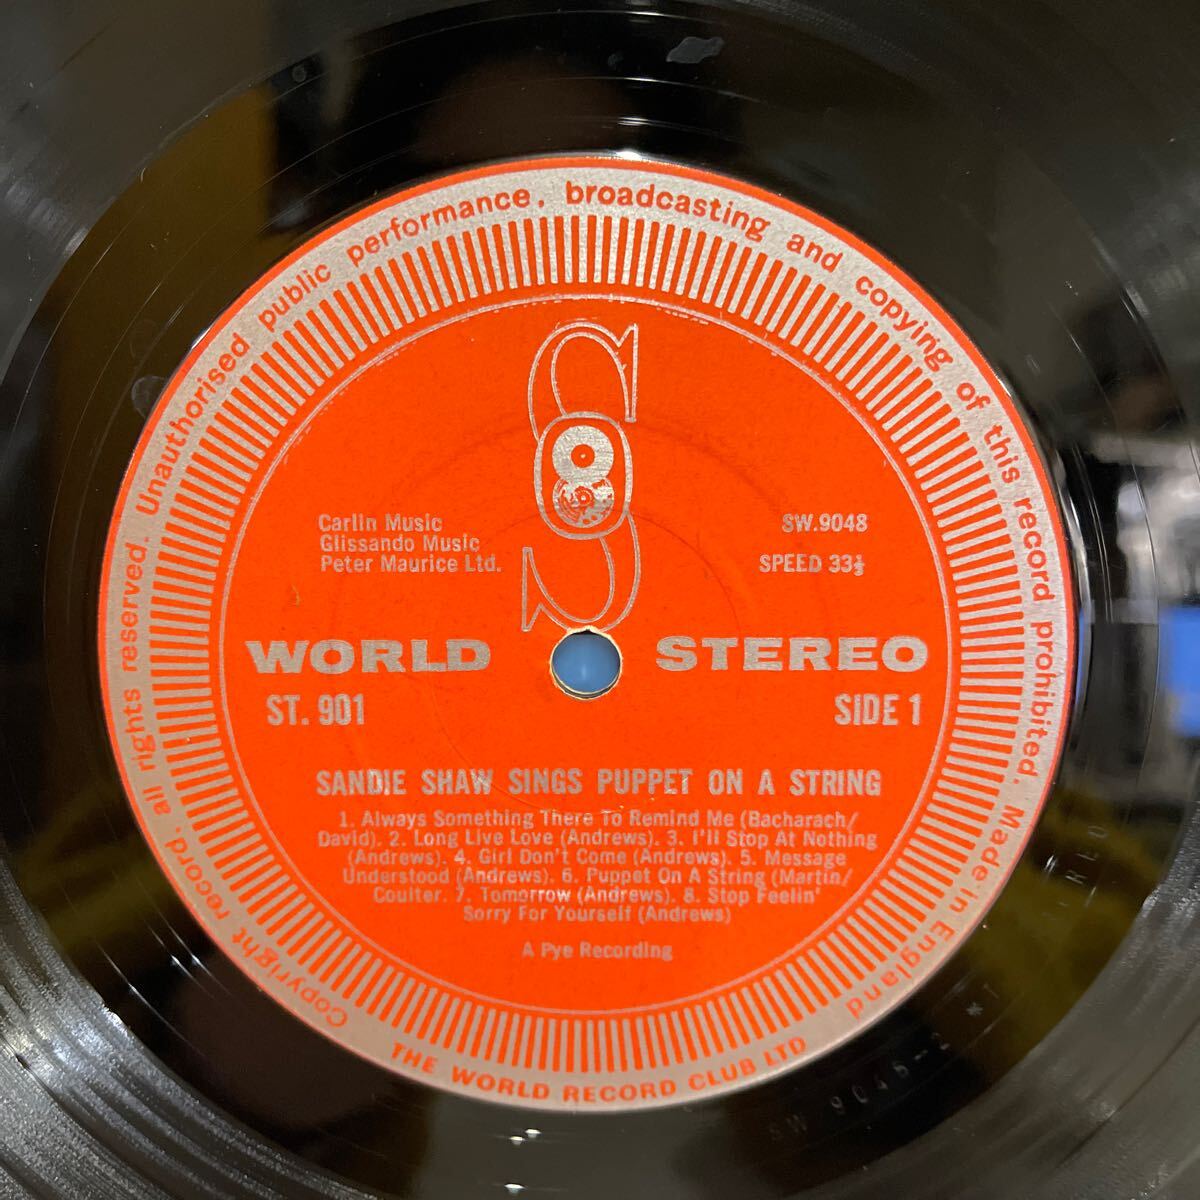 Copyright record. all rights reserved. Unauthorised public performance, broadcasting and copying of this record prohibited. Made in England
Carlin Music
Glissando Music
Peter Maurice Ltd.
SW.9048
SPEED 33⅓
WORLD STEREO
ST. 901
SIDE 1
SANDIE SHAW SINGS PUPPET ON A STRING
1. Always Something There To Remind Me (Bacharach/
David). 2. Long Live Love (Andrews). 3. I'll Stop At Nothing
(Andrews). 4. Girl Don't Come (Andrews). 5. Message
Understood (Andrews). 6. Puppet On A String (Martin/
Coulter. 7. Tomorrow (Andrews). 8. Stop Feelin'
Sorry For Yourself (Andrews)
A Pye Recording
THE WORLD RECORD CLUB LTD